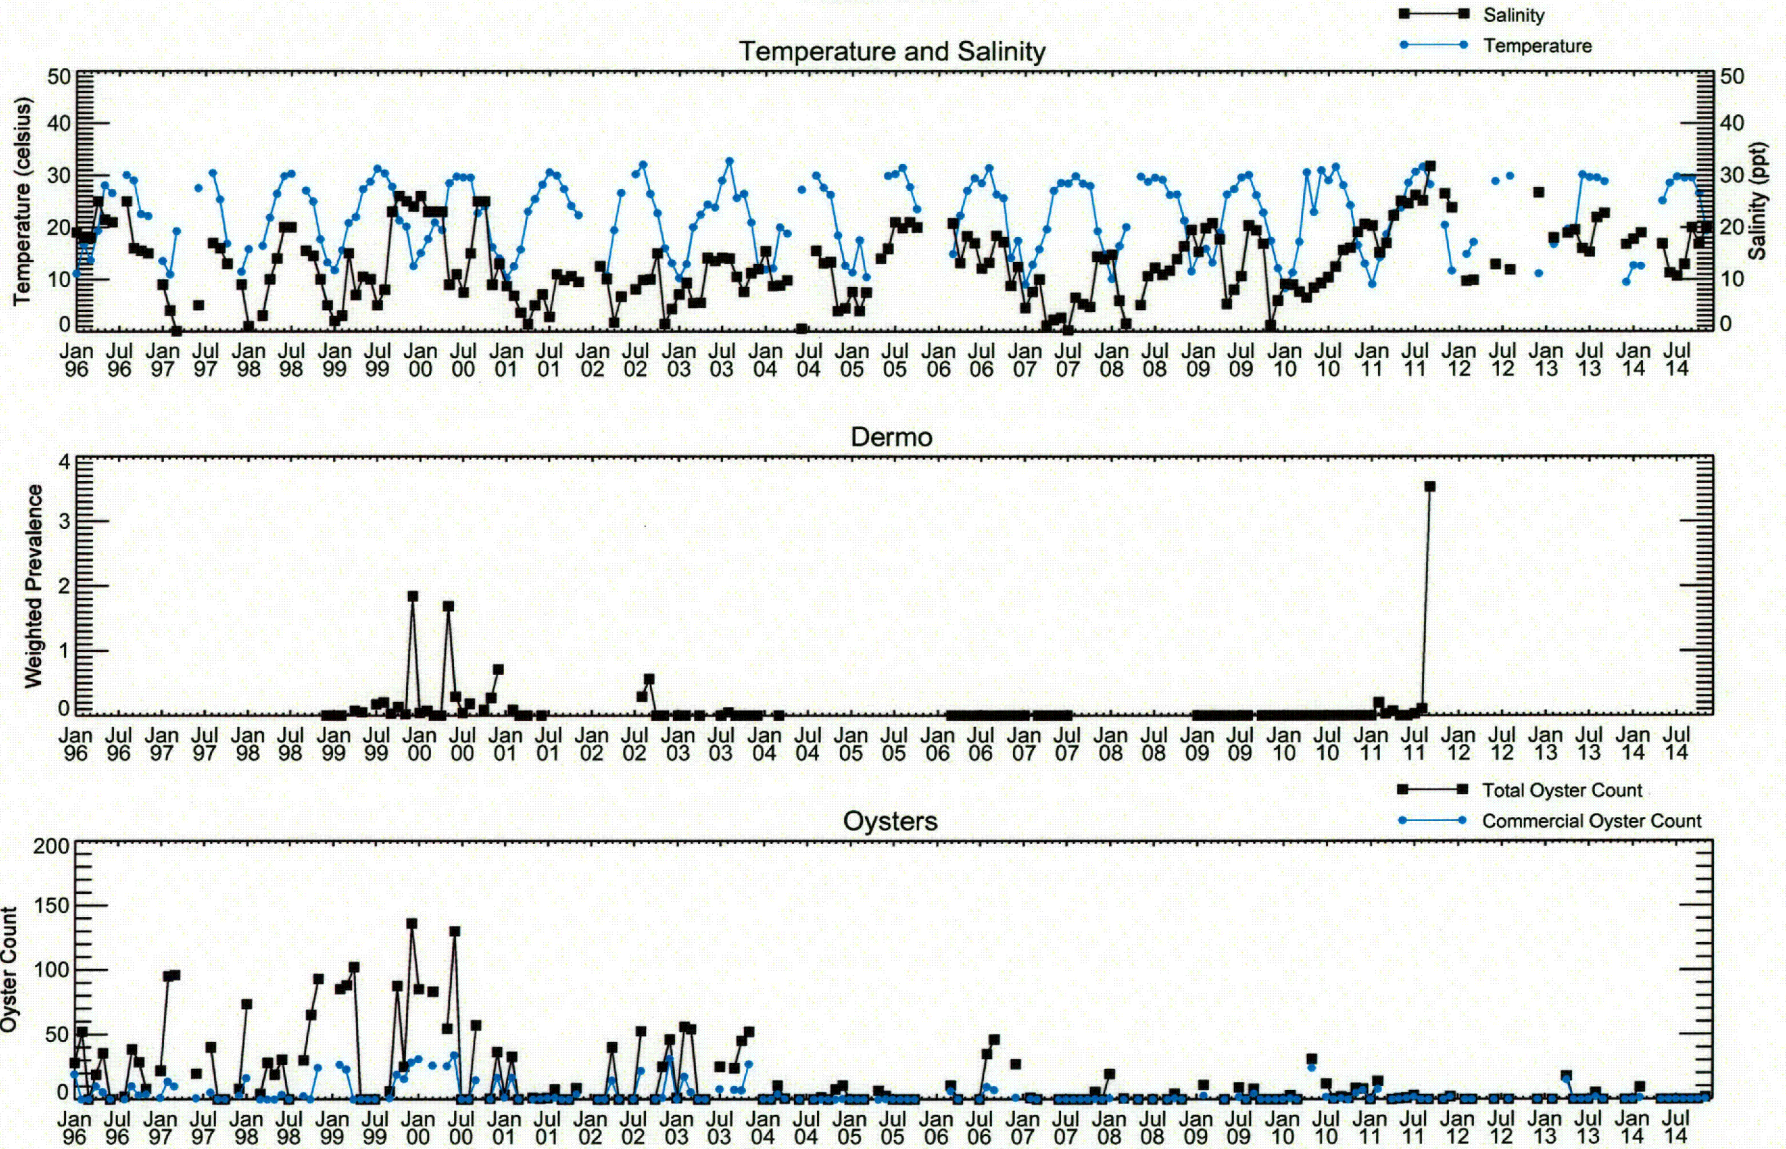 Salinity
Temperature and Salinity
Temperature
50 50
40 40
30 30
20 20
10 10
0 0
Temperature (celsius)
Salinity (ppt)
Jan Jul Jan Jul Jan Jul Jan Jul Jan Jul Jan Jul Jan Jul Jan Jul Jan Jul Jan Jul Jan Jul Jan Jul Jan Jul Jan Jul Jan Jul Jan Jul Jan Jul Jan Jul Jan Jul
96 96 97 97 98 98 99 99 00 00 01 01 02 02 03 03 04 04 05 05 06 06 07 07 08 08 09 09 10 10 11 11 12 12 13 13 14 14
Dermo
4
3
2
1
0
Weighted Prevalence
Jan Jul Jan Jul Jan Jul Jan Jul Jan Jul Jan Jul Jan Jul Jan Jul Jan Jul Jan Jul Jan Jul Jan Jul Jan Jul Jan Jul Jan Jul Jan Jul Jan Jul Jan Jul Jan Jul
96 96 97 97 98 98 99 99 00 00 01 01 02 02 03 03 04 04 05 05 06 06 07 07 08 08 09 09 10 10 11 11 12 12 13 13 14 14
Total Oyster Count
Oysters
Commercial Oyster Count
200
150
100
50
0
Oyster Count
Jan Jul Jan Jul Jan Jul Jan Jul Jan Jul Jan Jul Jan Jul Jan Jul Jan Jul Jan Jul Jan Jul Jan Jul Jan Jul Jan Jul Jan Jul Jan Jul Jan Jul Jan Jul Jan Jul
96 96 97 97 98 98 99 99 00 00 01 01 02 02 03 03 04 04 05 05 06 06 07 07 08 08 09 09 10 10 11 11 12 12 13 13 14 14